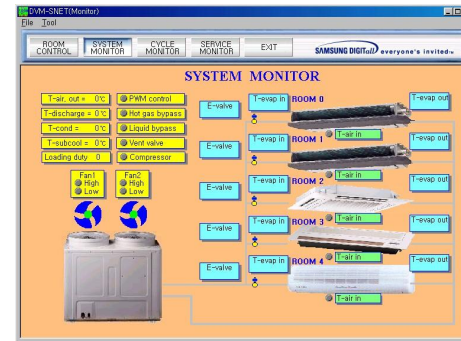 DVM-SNET(Monitor)
File Tool
ROOM CONTROL
SYSTEM MONITOR
CYCLE MONITOR
SERVICE MONITOR
EXIT
SAMSUNG DIGITall everyone's invited™
SYSTEM MONITOR
T-air, out = 0℃
PWM control
T-discharge = 0℃
Hot gas bypass
T-cond = 0℃
Liquid bypass
T-subcool = 0℃
Vent valve
Loading duty 0
Compressor
Fan1
High
Low
Fan2
High
Low
E-valve
T-evap in
ROOM 0
T-evap out
T-air in
E-valve
T-evap in
ROOM 1
T-evap out
T-air in
E-valve
T-evap in
ROOM 2
T-evap out
T-air in
E-valve
T-evap in
ROOM 3
T-evap out
T-air in
E-valve
T-evap in
ROOM 4
T-evap out
T-air in